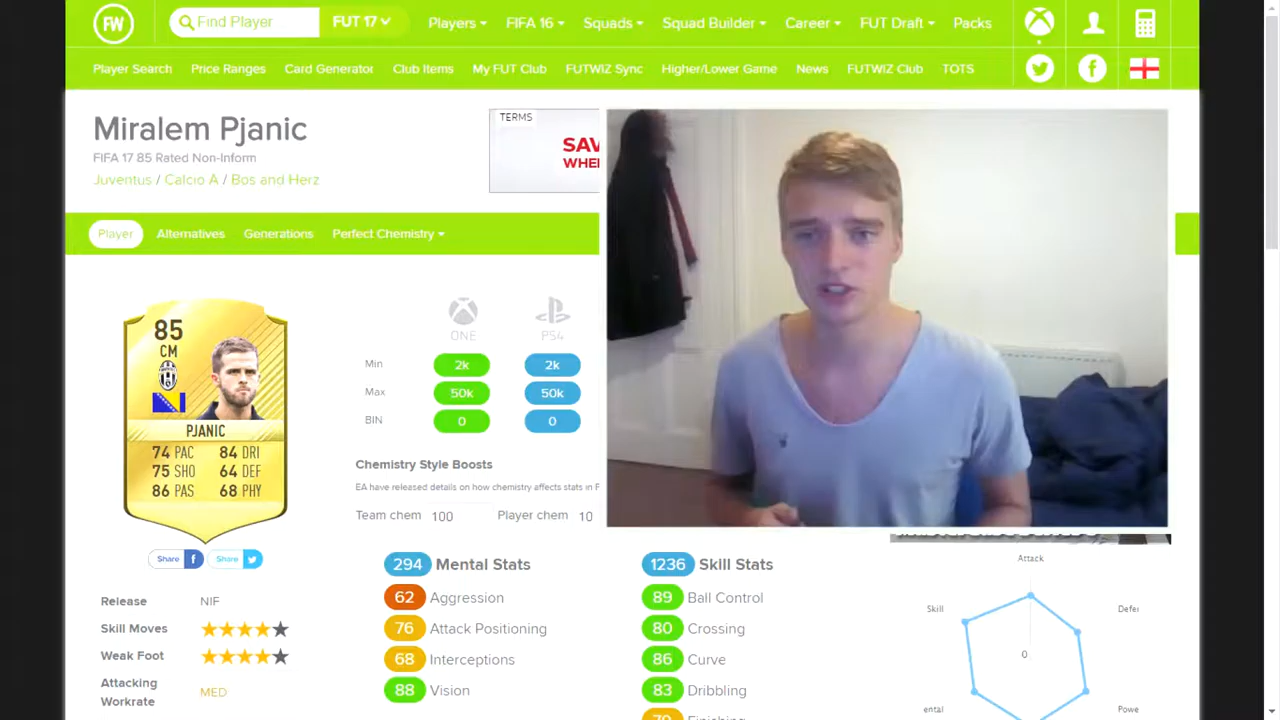 FW
Find Player
FUT 17
Players
FIFA 16
Squads
Squad Builder
Career
FUT Draft
Packs
Player Search
Price Ranges
Card Generator
Club Items
My FUT Club
FUTWIZ Sync
Higher/Lower Game
News
FUTWIZ Club
TOTS
Miralem Pjanic
FIFA 17 85 Rated Non-Inform
Juventus / Calcio A / Bos and Herz
TERMS
SAV
WHE
Player
Alternatives
Generations
Perfect Chemistry
85
CM
PJANIC
74 PAC 84 DRI
75 SHO 64 DEF
86 PAS 68 PHY
ONE
PS4
Min 2k 2k
Max 50k 50k
BIN 0 0
Chemistry Style Boosts
EA have released details on how chemistry affects stats in F
Team chem 100 Player chem 10
Share f Share
Release NIF
Skill Moves
Weak Foot
Attacking
Workrate
MED
294 Mental Stats
62 Aggression
76 Attack Positioning
68 Interceptions
88 Vision
1236 Skill Stats
89 Ball Control
80 Crossing
86 Curve
83 Dribbling
Attack
Skill
Defer
0
ental
Powe